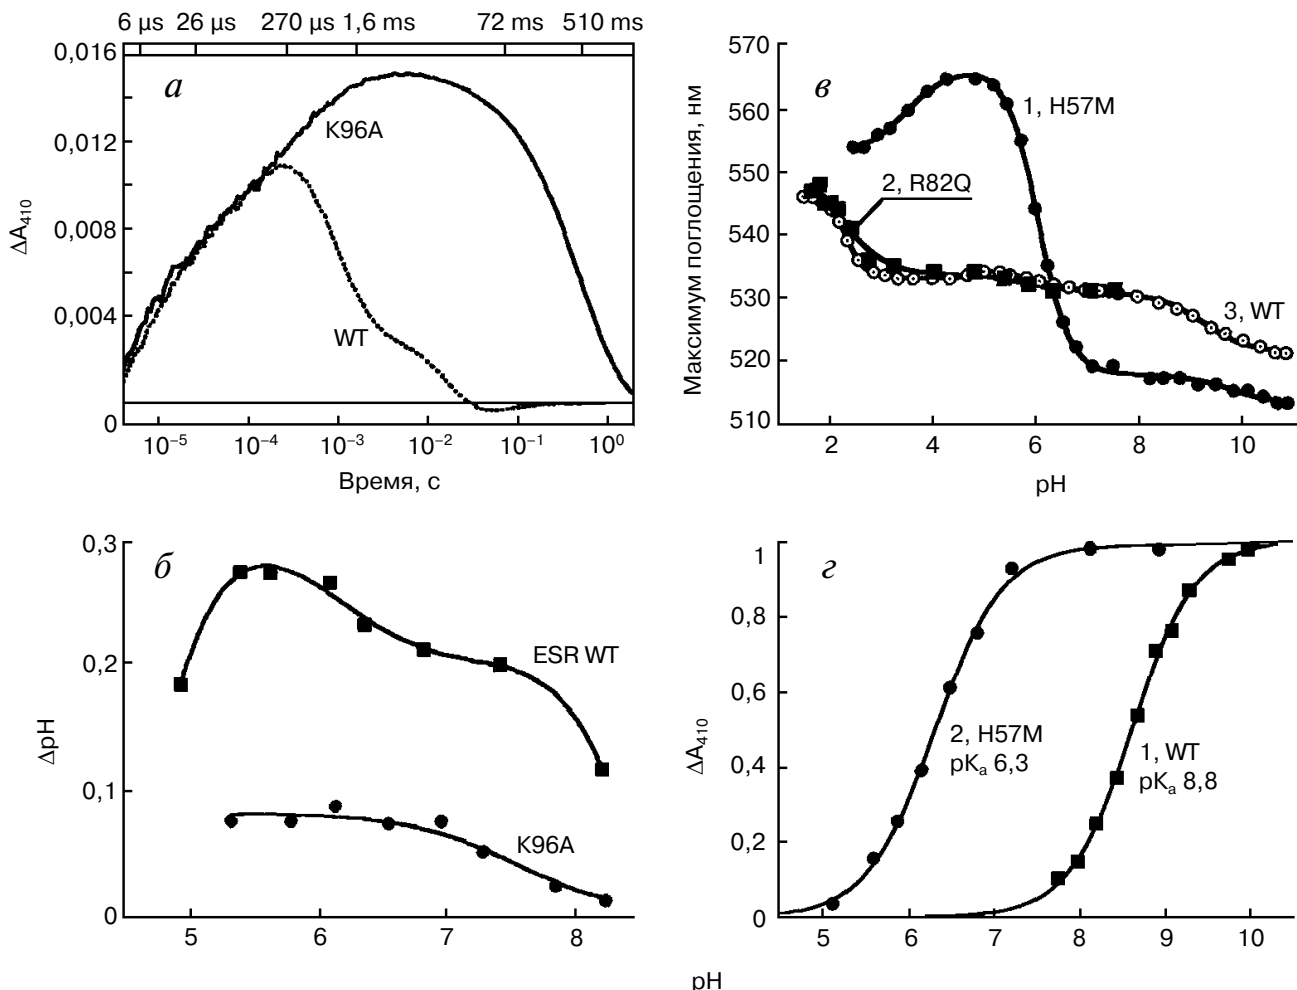 6 µs 26 µs 270 µs 1,6 ms 72 ms 510 ms
0,016
0,012
0,008
0,004
0
ΔA410
а
K96A
WT
10⁻⁵ 10⁻⁴ 10⁻³ 10⁻² 10⁻¹ 10⁰
Время, с
570
560
550
540
530
520
510
Максимум поглощения, нм
в
1, H57M
2, R82Q
3, WT
2 4 6 8 10
pH
0,3
0,2
0,1
0
ΔpH
б
ESR WT
K96A
5 6 7 8
1
0,8
0,6
0,4
0,2
0
ΔA410
г
2, H57M
pKa 6,3
1, WT
pKa 8,8
5 6 7 8 9 10
pH